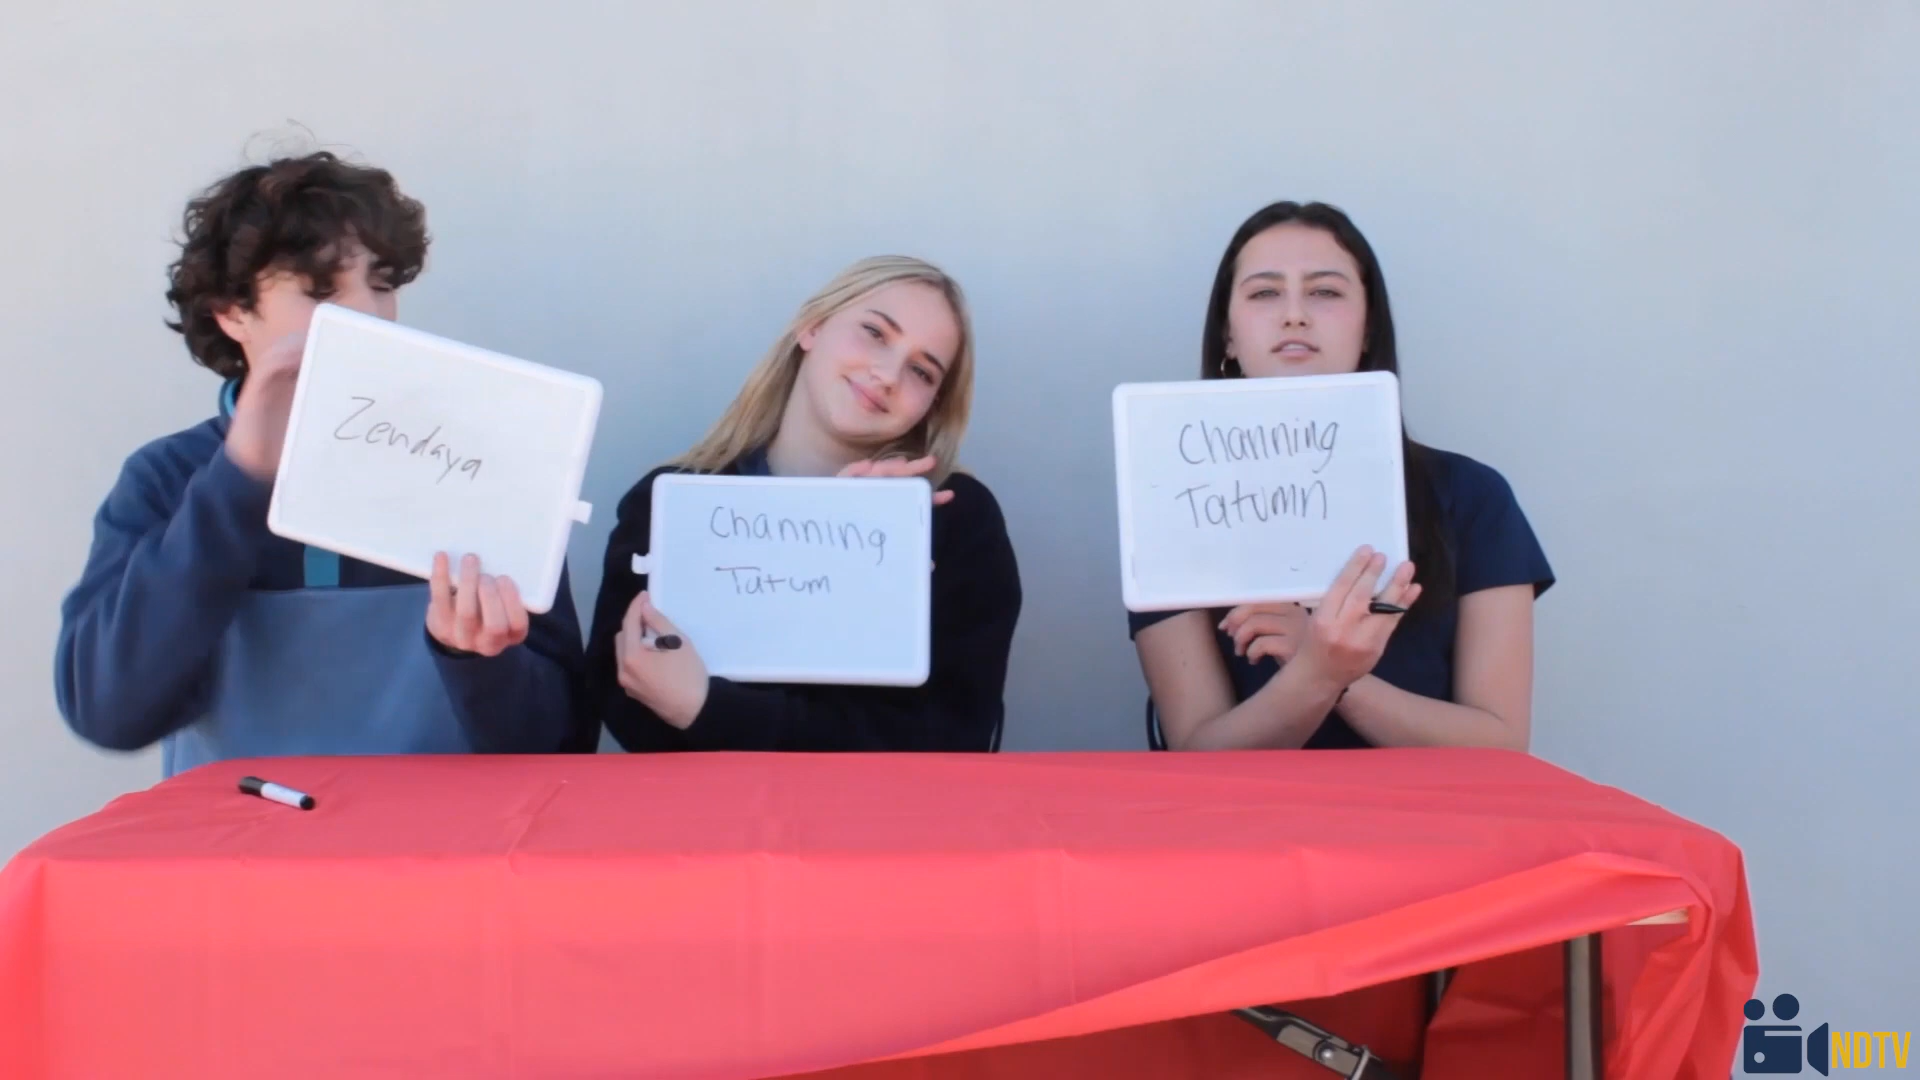 Zendaya
Channing
Tatum
Channing
Tatumn
NDTV